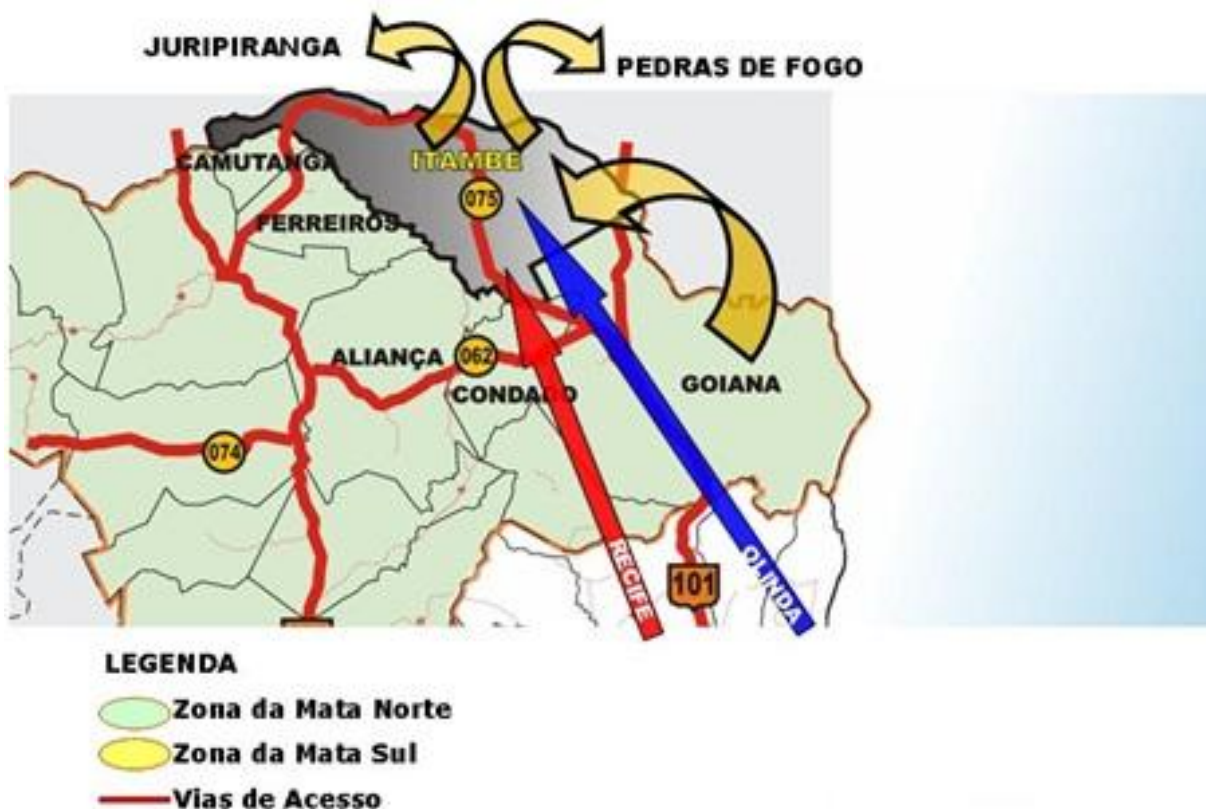 JURIPIRANGA
PEDRAS DE FOGO
CAMUTANGA
ITAMBÉ
075
FERREIROS
ALIANÇA
062
CONDADO
GOIANA
074
RECIFE
101
OLINDA
LEGENDA
Zona da Mata Norte
Zona da Mata Sul
Vias de Acesso